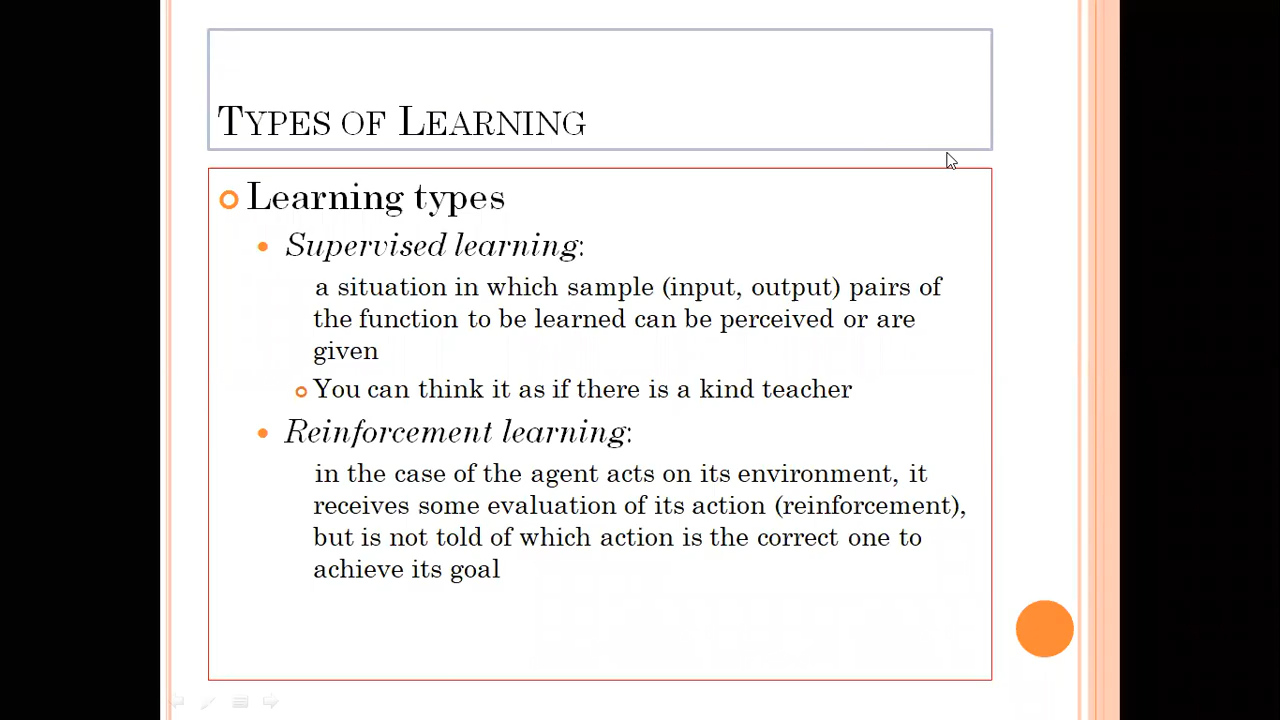 TYPES OF LEARNING
Learning types
Supervised learning:
a situation in which sample (input, output) pairs of
the function to be learned can be perceived or are
given
You can think it as if there is a kind teacher
Reinforcement learning:
in the case of the agent acts on its environment, it
receives some evaluation of its action (reinforcement),
but is not told of which action is the correct one to
achieve its goal